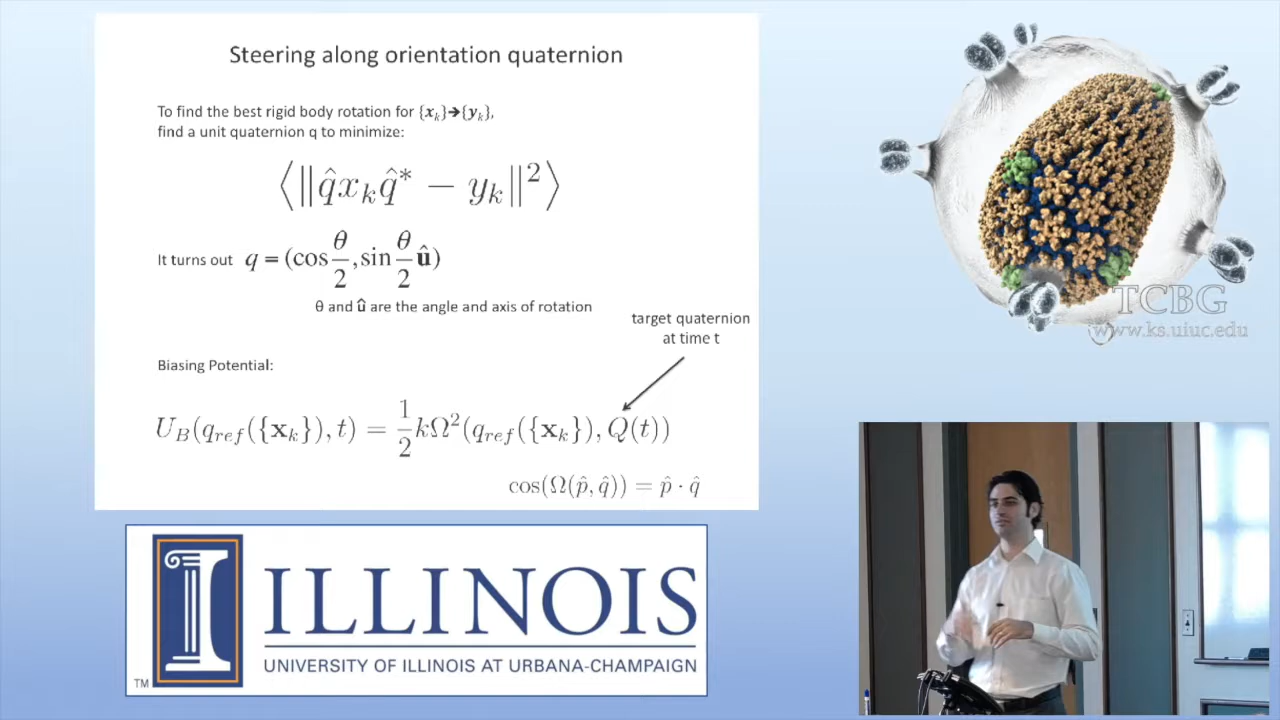 Steering along orientation quaternion
To find the best rigid body rotation for {x_k}➔{y_k},
find a unit quaternion q to minimize:
⟨‖q̂x_kq̂* − y_k‖²⟩
It turns out q = (cos θ/2, sin θ/2 û)
θ and û are the angle and axis of rotation
target quaternion
at time t
Biasing Potential:
U_B(q_ref({x_k}), t) = 1/2 kΩ²(q_ref({x_k}), Q(t))
cos(Ω(p̂, q̂)) = p̂ · q̂
TCBG
www.ks.uiuc.edu
I ILLINOIS
UNIVERSITY OF ILLINOIS AT URBANA-CHAMPAIGN
TM